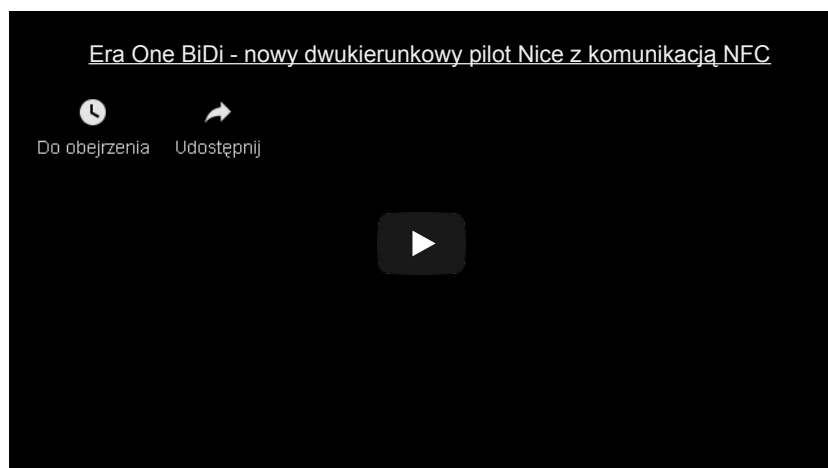 Era One BiDi - nowy dwukierunkowy pilot Nice z komunikacją NFC
Do obejrzenia
Udostępnij